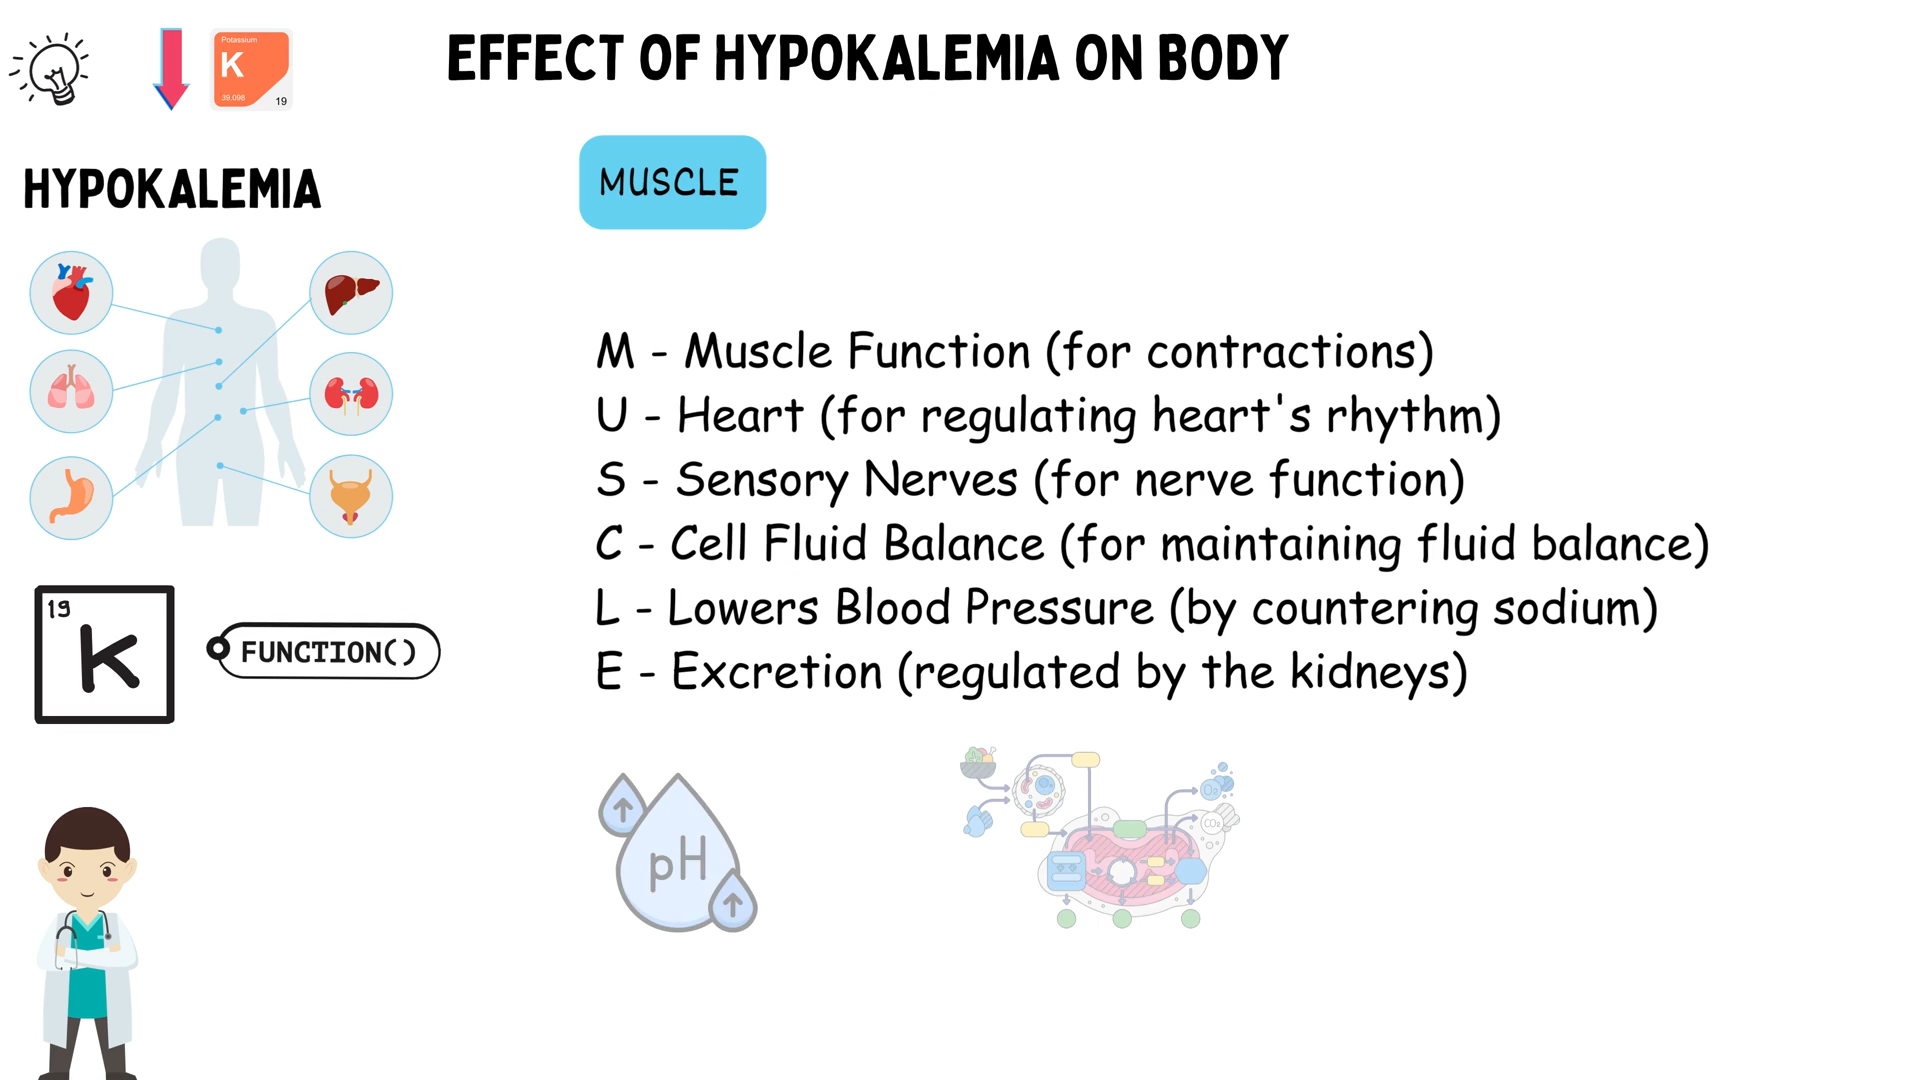 Potassium
K
39.098
19
EFFECT OF HYPOKALEMIA ON BODY
HYPOKALEMIA
MUSCLE
M - Muscle Function (for contractions)
U - Heart (for regulating heart's rhythm)
S - Sensory Nerves (for nerve function)
C - Cell Fluid Balance (for maintaining fluid balance)
L - Lowers Blood Pressure (by countering sodium)
E - Excretion (regulated by the kidneys)
19
K
FUNCTION()
pH
O₂
CO₂